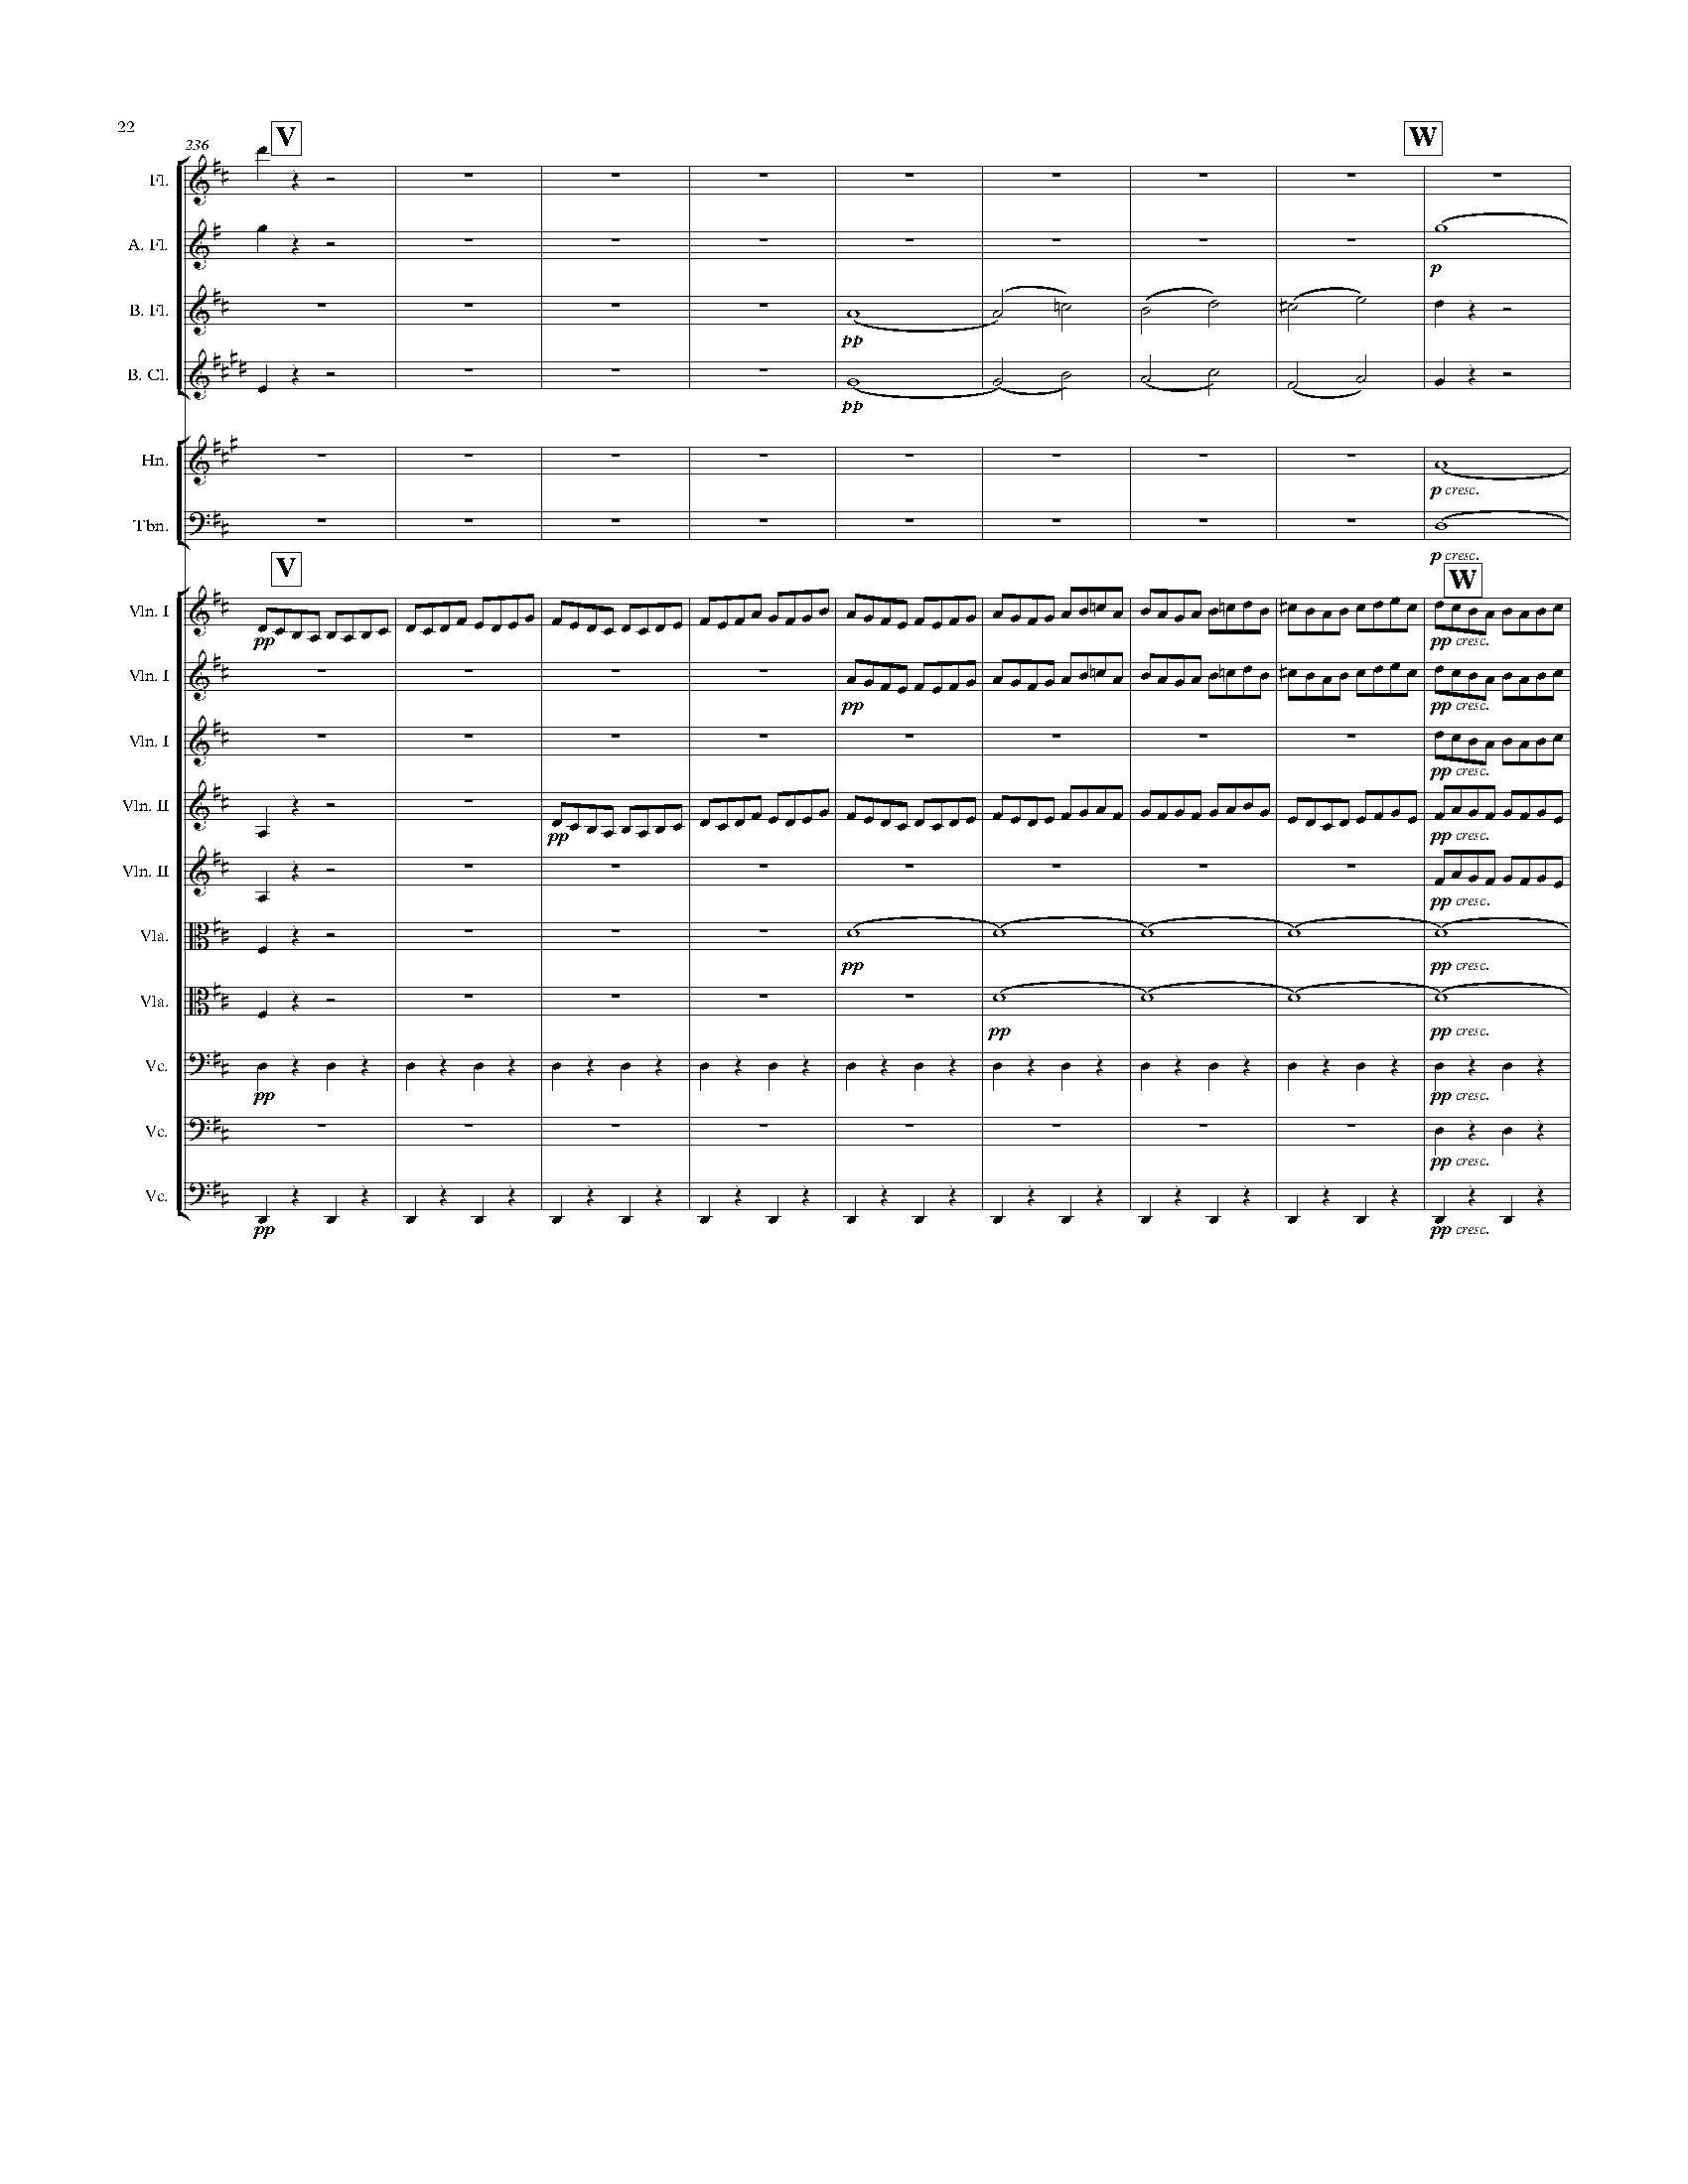 22
236
V
W
Fl.
A. Fl.
p
B. Fl.
pp
B. Cl.
pp
Hn.
p cresc.
Tbn.
p cresc.
V
W
Vln. I
pp
pp cresc.
Vln. I
pp
pp cresc.
Vln. I
pp cresc.
Vln. II
pp
pp cresc.
Vln. II
pp cresc.
Vla.
pp
pp cresc.
Vla.
pp
pp cresc.
Vc.
pp
pp cresc.
Vc.
pp cresc.
Vc.
pp
pp cresc.